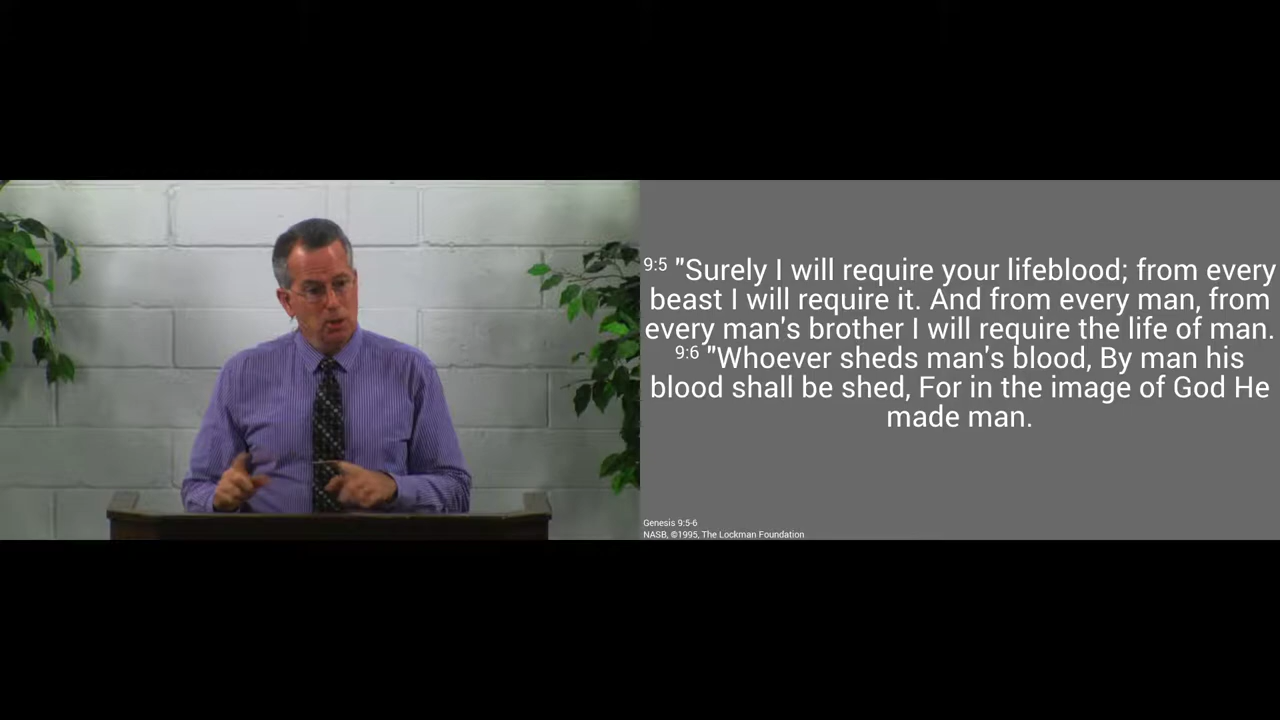 9:5 "Surely I will require your lifeblood; from every
beast I will require it. And from every man, from
every man's brother I will require the life of man.
9:6 "Whoever sheds man's blood, By man his
blood shall be shed, For in the image of God He
made man.
Genesis 9:5-6
NASB, ©1995, The Lockman Foundation